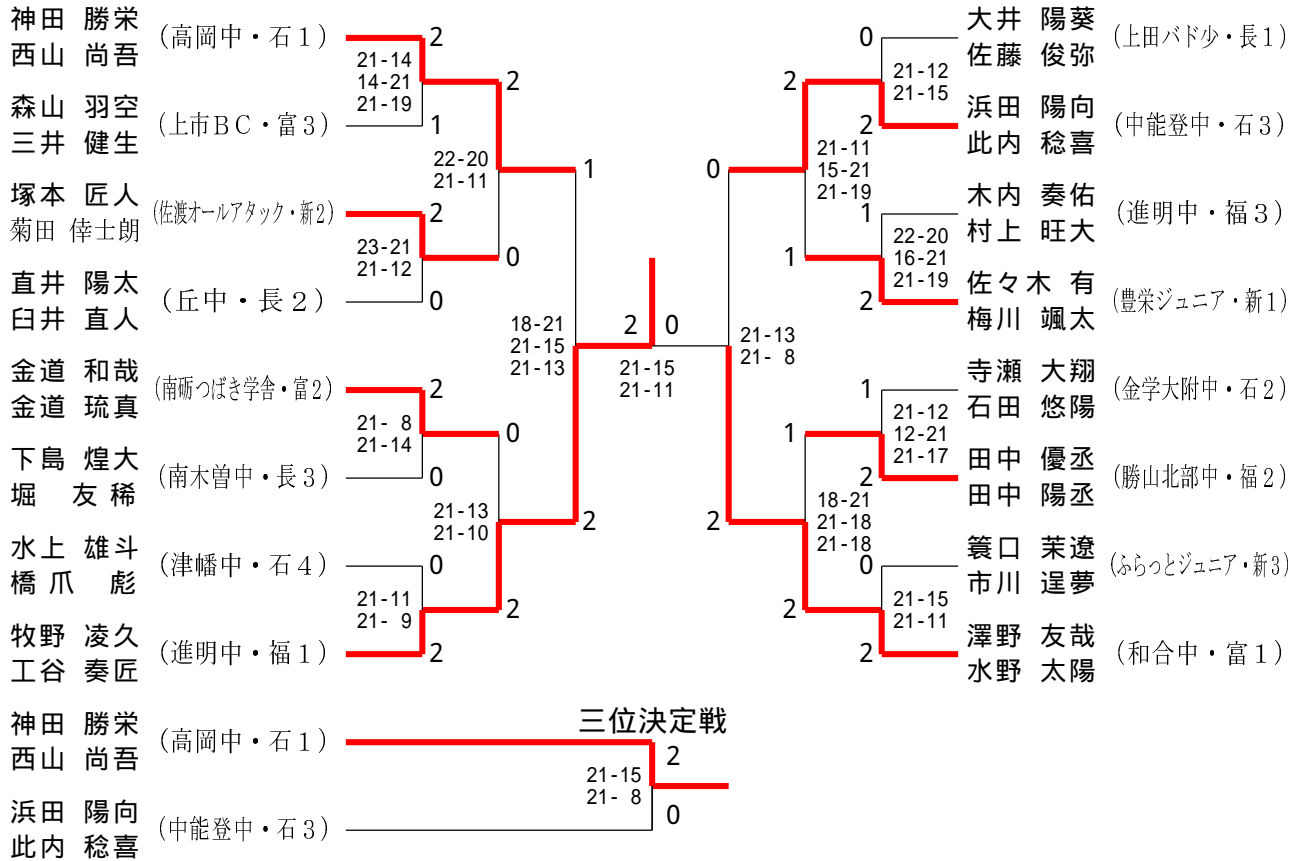 神田 勝栄
西山 尚吾
(高岡中・石１)
2
21-14
14-21
21-19
森山 羽空
三井 健生
(上市ＢＣ・富３)
1
2
22-20
21-11
塚本 匠人
菊田 倖士朗
(佐渡オールアタック・新２)
2
23-21
21-12
直井 陽太
臼井 直人
(丘中・長２)
0
0
1
18-21
21-15
21-13
金道 和哉
金道 琉真
(南砺つばき学舎・富２)
2
21- 8
21-14
下島 煌大
堀 友稀
(南木曽中・長３)
0
0
21-13
21-10
水上 雄斗
橋爪 彪
(津幡中・石４)
0
21-11
21- 9
牧野 凌久
工谷 奏匠
(進明中・福１)
2
2
2
2
0
21-15
21-11
大井 陽葵
佐藤 俊弥
(上田バド少・長１)
0
21-12
21-15
浜田 陽向
此内 稔喜
(中能登中・石３)
2
2
21-11
15-21
21-19
木内 奏佑
村上 旺大
(進明中・福３)
1
22-20
16-21
21-19
佐々木 有
梅川 颯太
(豊栄ジュニア・新１)
2
1
0
21-13
21- 8
寺瀬 大翔
石田 悠陽
(金学大附中・石２)
1
21-12
12-21
21-17
田中 優丞
田中 陽丞
(勝山北部中・福２)
2
1
18-21
21-18
21-18
簑口 茉遼
市川 逞夢
(ふらっとジュニア・新３)
0
21-15
21-11
澤野 友哉
水野 太陽
(和合中・富１)
2
2
2
三位決定戦
神田 勝栄
西山 尚吾
(高岡中・石１)
2
21-15
21- 8
浜田 陽向
此内 稔喜
(中能登中・石３)
0